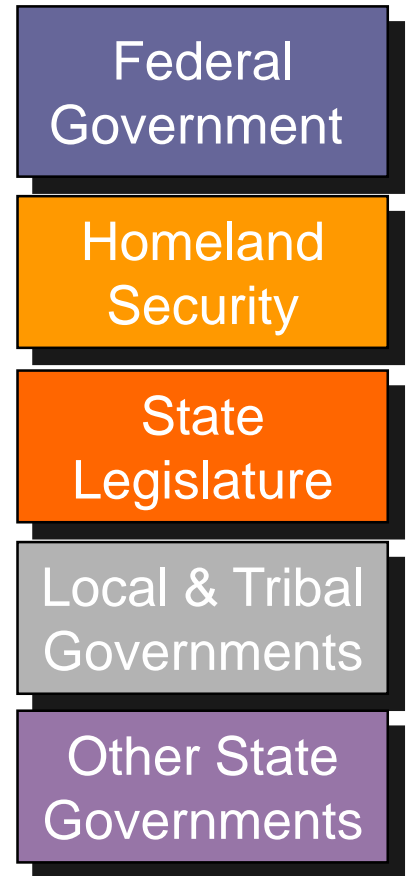 Federal
Government
Homeland
Security
State
Legislature
Local & Tribal
Governments
Other State
Governments